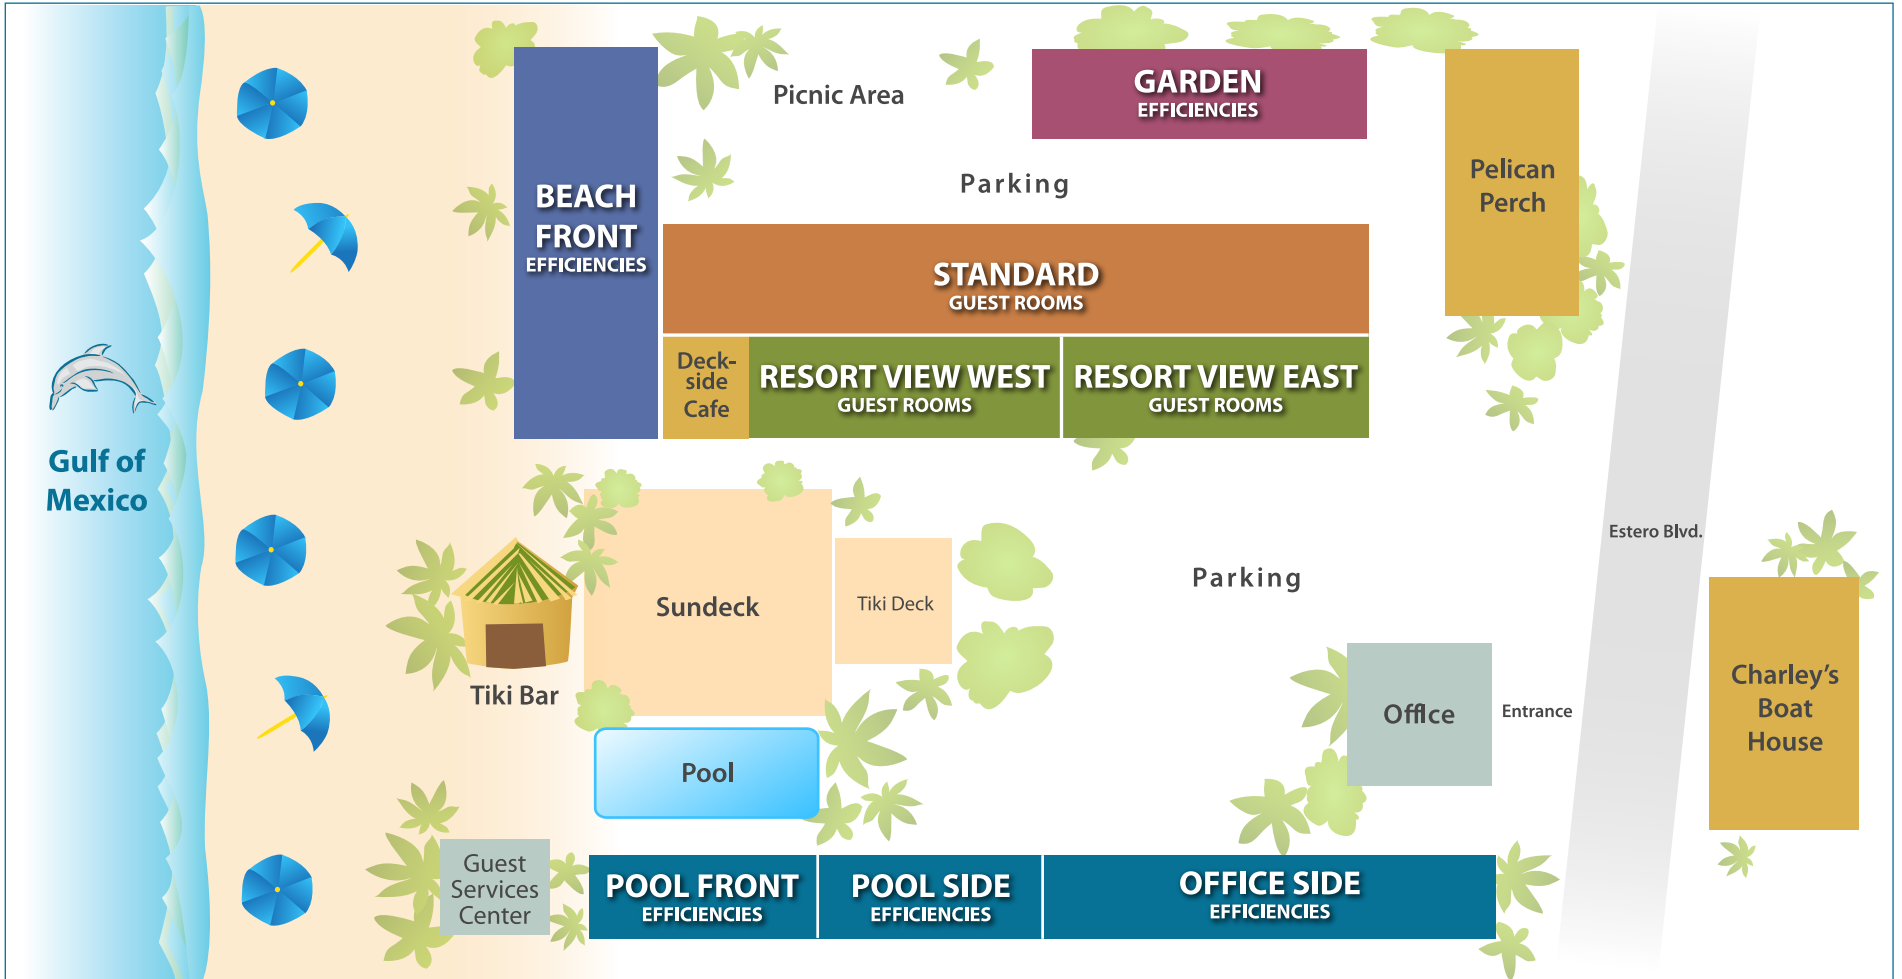 Picnic Area
GARDEN
EFFICIENCIES
Pelican
Perch
Parking
BEACH
FRONT
EFFICIENCIES
STANDARD
GUEST ROOMS
Deck-
side
Cafe
RESORT VIEW WEST
GUEST ROOMS
RESORT VIEW EAST
GUEST ROOMS
Gulf of
Mexico
Estero Blvd.
Sundeck
Tiki Deck
Parking
Tiki Bar
Office
Entrance
Charley's
Boat
House
Pool
Guest
Services
Center
POOL FRONT
EFFICIENCIES
POOL SIDE
EFFICIENCIES
OFFICE SIDE
EFFICIENCIES